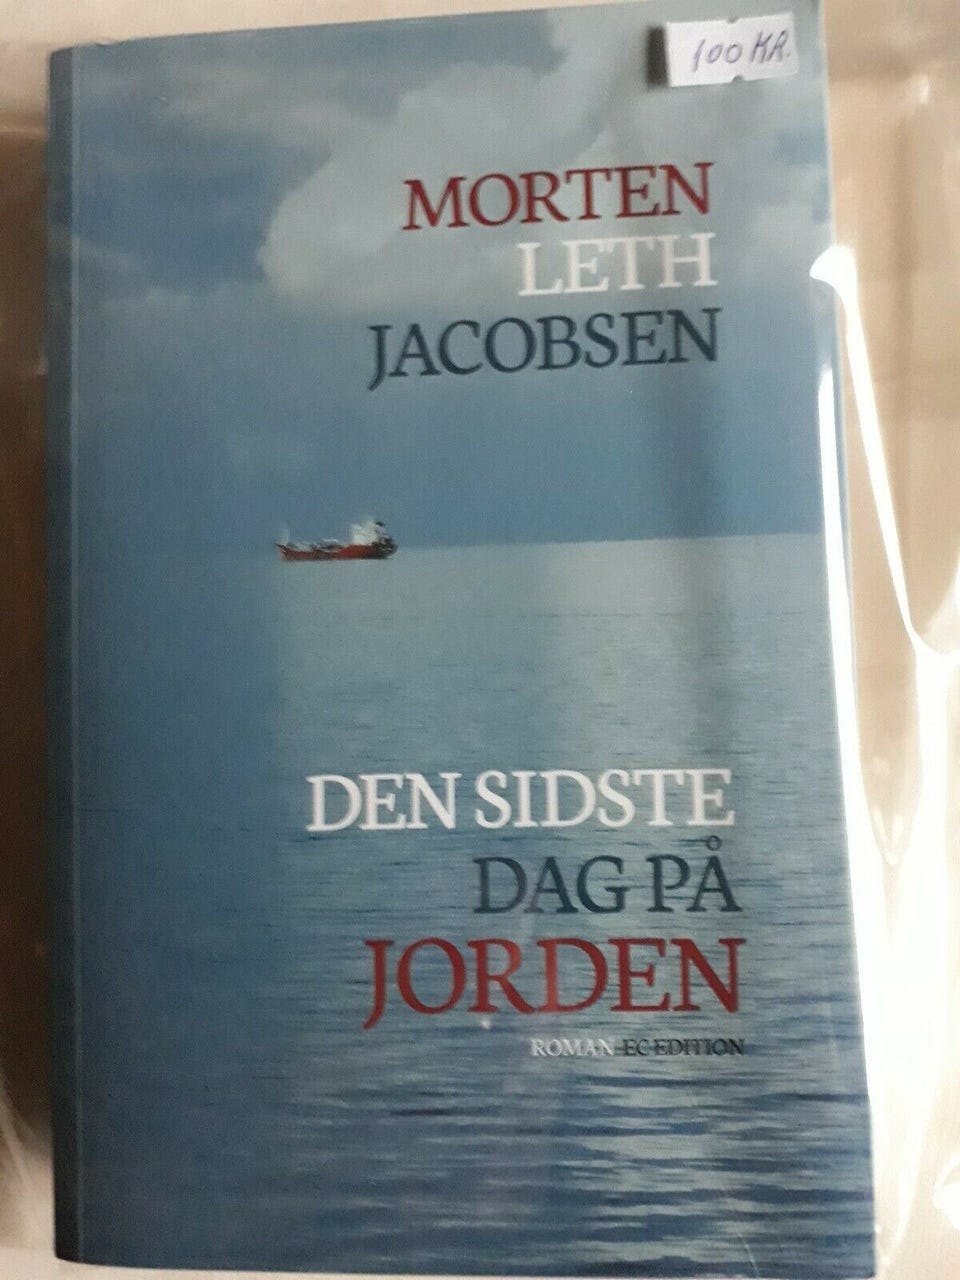 100 KR.
MORTEN
LETH
JACOBSEN
DEN SIDSTE
DAG PÅ
JORDEN
ROMAN-EC EDITION